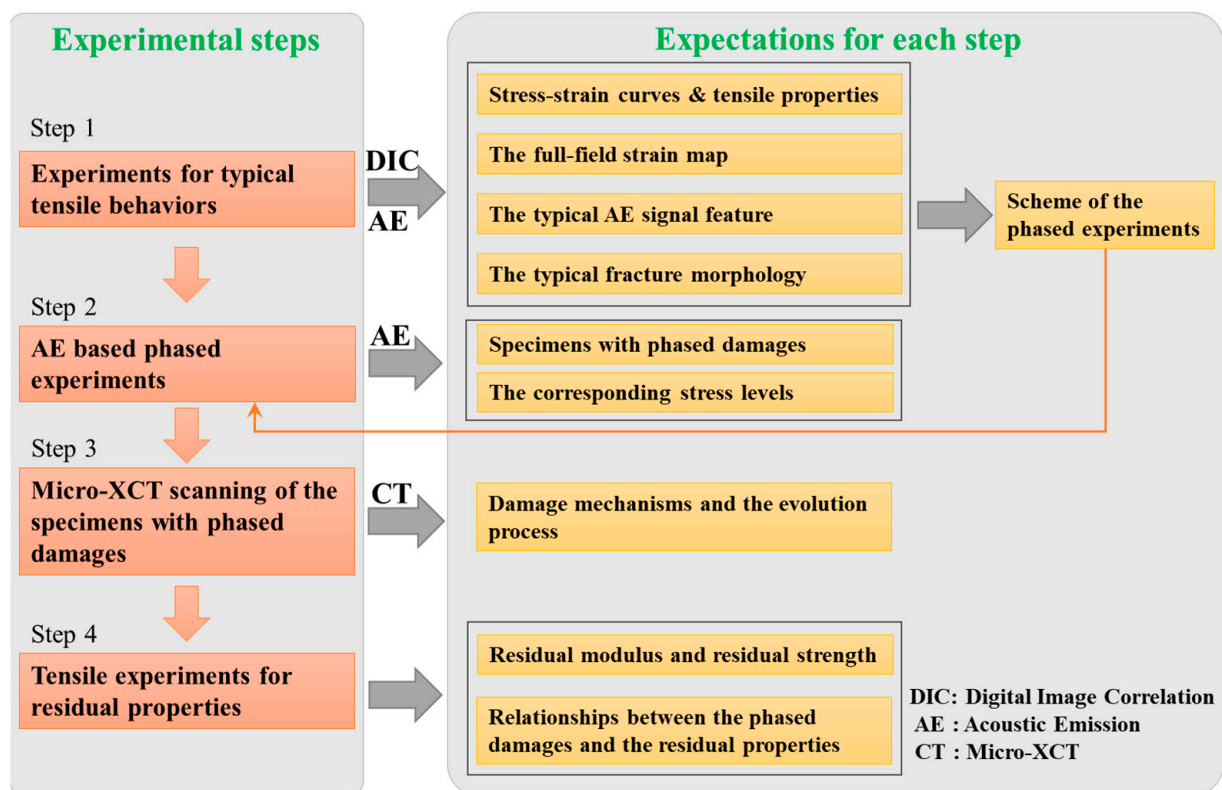 Experimental steps
Step 1
Experiments for typical
tensile behaviors
Step 2
AE based phased
experiments
Step 3
Micro-XCT scanning of the
specimens with phased
damages
Step 4
Tensile experiments for
residual properties
DIC
AE
AE
CT
Expectations for each step
Stress-strain curves & tensile properties
The full-field strain map
The typical AE signal feature
The typical fracture morphology
Scheme of the
phased experiments
Specimens with phased damages
The corresponding stress levels
Damage mechanisms and the evolution
process
Residual modulus and residual strength
Relationships between the phased
damages and the residual properties
DIC: Digital Image Correlation
AE : Acoustic Emission
CT : Micro-XCT